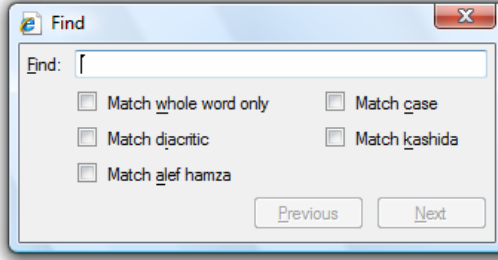 Find
Find:
Match whole word only Match case
Match diacritic Match kashida
Match alef hamza
Previous Next